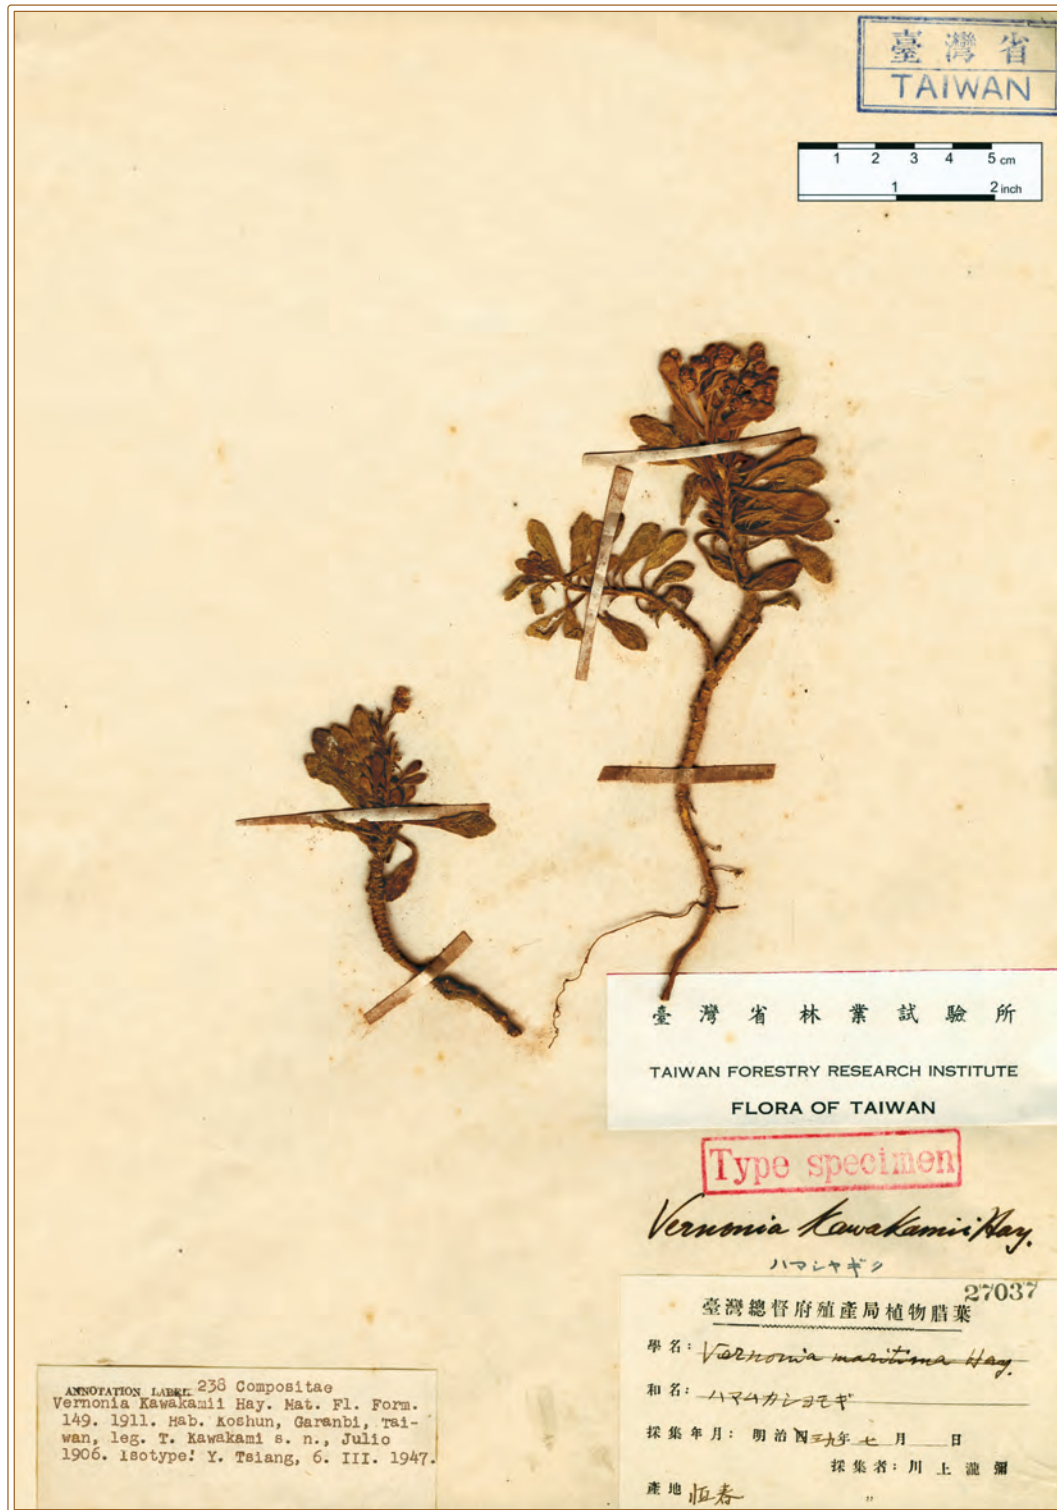 臺灣省
TAIWAN
1 2 3 4 5 cm
1 2 inch
臺灣省林業試驗所
TAIWAN FORESTRY RESEARCH INSTITUTE
FLORA OF TAIWAN
Type specimen
Vernonia Kawakamii Hay.
ハマシヤギク
27037
臺灣總督府殖產局植物腊葉
學名: Vernonia maritima Hay.
和名: ハマムカシヨモギ
採集年月: 明治四三九年七月 日
採集者: 川上瀧彌
產地 恒春 〃
ANNOTATION LABEL 238 Compositae
Vernonia Kawakamii Hay. Mat. Fl. Form.
149. 1911. Hab. Koshun, Garanbi, Tai-
wan, leg. T. Kawakami s. n., Julio
1906. Isotype! Y. Tsiang, 6. III. 1947.